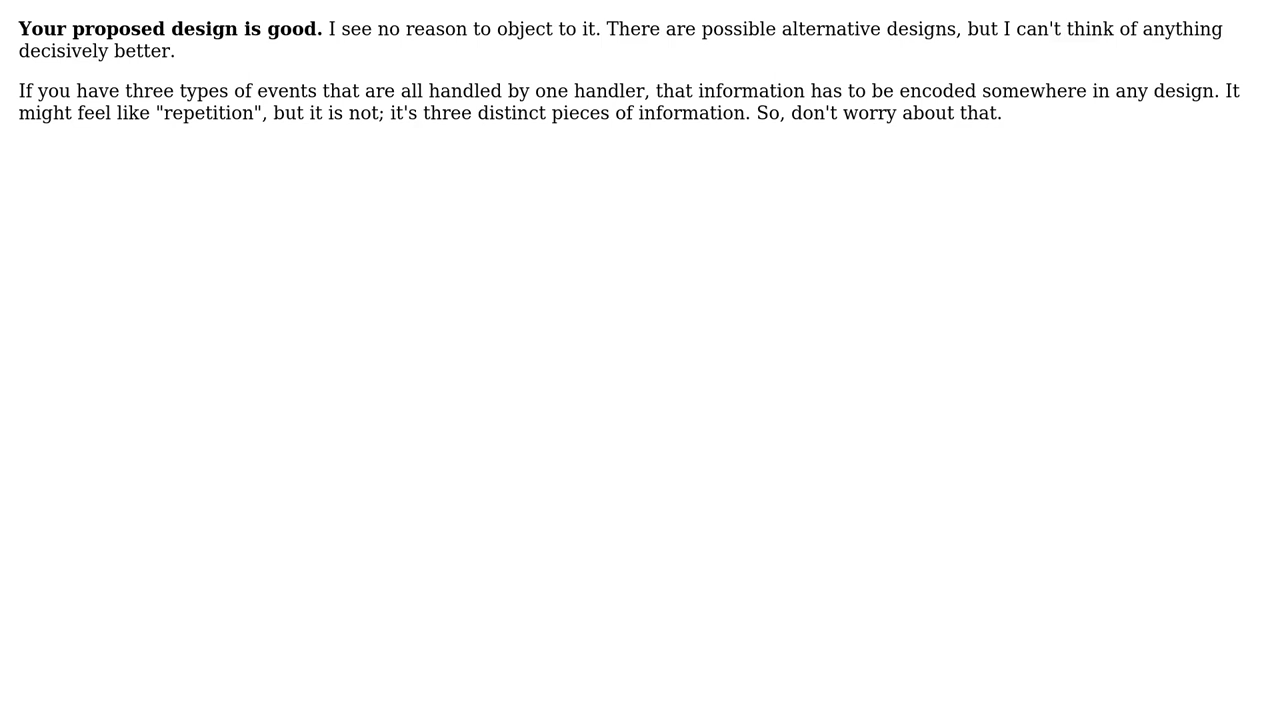 Your proposed design is good. I see no reason to object to it. There are possible alternative designs, but I can't think of anything
decisively better.
If you have three types of events that are all handled by one handler, that information has to be encoded somewhere in any design. It
might feel like "repetition", but it is not; it's three distinct pieces of information. So, don't worry about that.